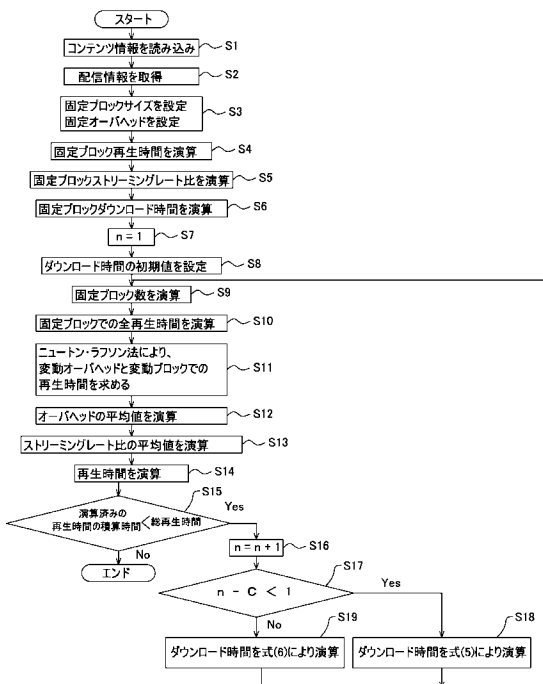 スタート
コンテンツ情報を読み込み
S1
配信情報を取得
S2
固定ブロックサイズを設定
固定オーバヘッドを設定
S3
固定ブロック再生時間を演算
S4
固定ブロックストリーミングレート比を演算
S5
固定ブロックダウンロード時間を演算
S6
n = 1
S7
ダウンロード時間の初期値を設定
S8
固定ブロック数を演算
S9
固定ブロックでの全再生時間を演算
S10
ニュートン・ラフソン法により、
変動オーバヘッドと変動ブロックでの
再生時間を求める
S11
オーバヘッドの平均値を演算
S12
ストリーミングレート比の平均値を演算
S13
再生時間を演算
S14
S15
演算済みの
再生時間の積算時間<総再生時間
Yes
No
エンド
n = n + 1
S16
S17
n - C < 1
Yes
No
S19
ダウンロード時間を式(6)により演算
S18
ダウンロード時間を式(5)により演算